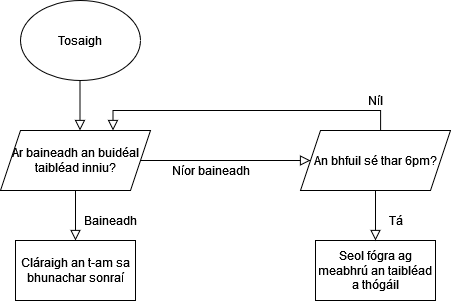 Tosaigh
Níl
Ar baineadh an buidéal
taibléad inniu?
Níor baineadh
An bhfuil sé thar 6pm?
Baineadh
Tá
Cláraigh an t-am sa
bhunachar sonraí
Seol fógra ag
meabhrú an taibléad
a thógáil